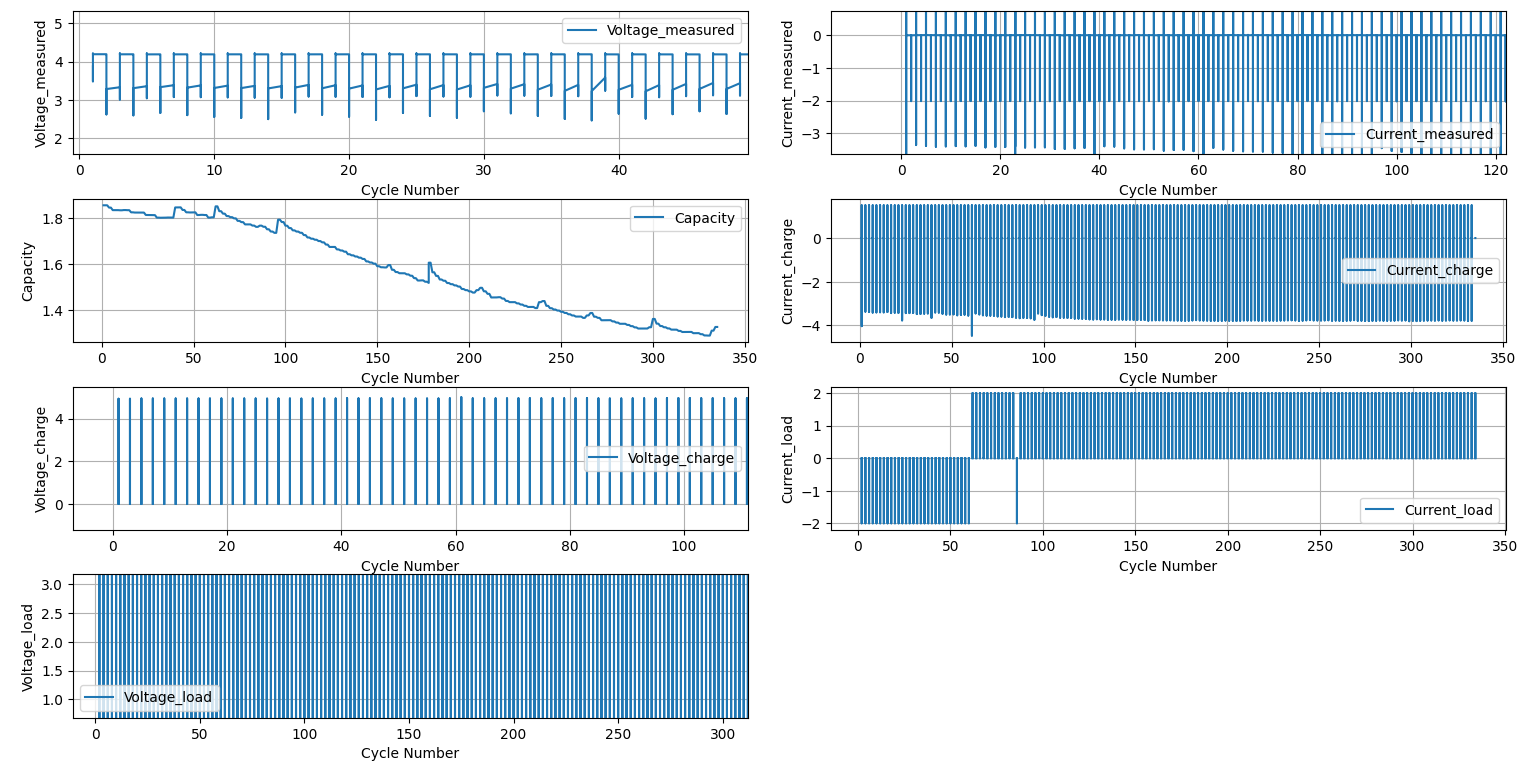 Voltage_measured
5
4
3
2
Voltage_measured
0 10 20 30 40
Cycle Number
Current_measured
0
−1
−2
−3
Current_measured
0 20 40 60 80 100 120
Cycle Number
Capacity
1.8
1.6
1.4
Capacity
0 50 100 150 200 250 300 350
Cycle Number
Current_charge
0
−2
−4
Current_charge
0 50 100 150 200 250 300 350
Cycle Number
Voltage_charge
4
2
0
Voltage_charge
0 20 40 60 80 100
Cycle Number
Current_load
2
1
0
−1
−2
Current_load
0 50 100 150 200 250 300 350
Cycle Number
Voltage_load
3.0
2.5
2.0
1.5
1.0
Voltage_load
0 50 100 150 200 250 300
Cycle Number